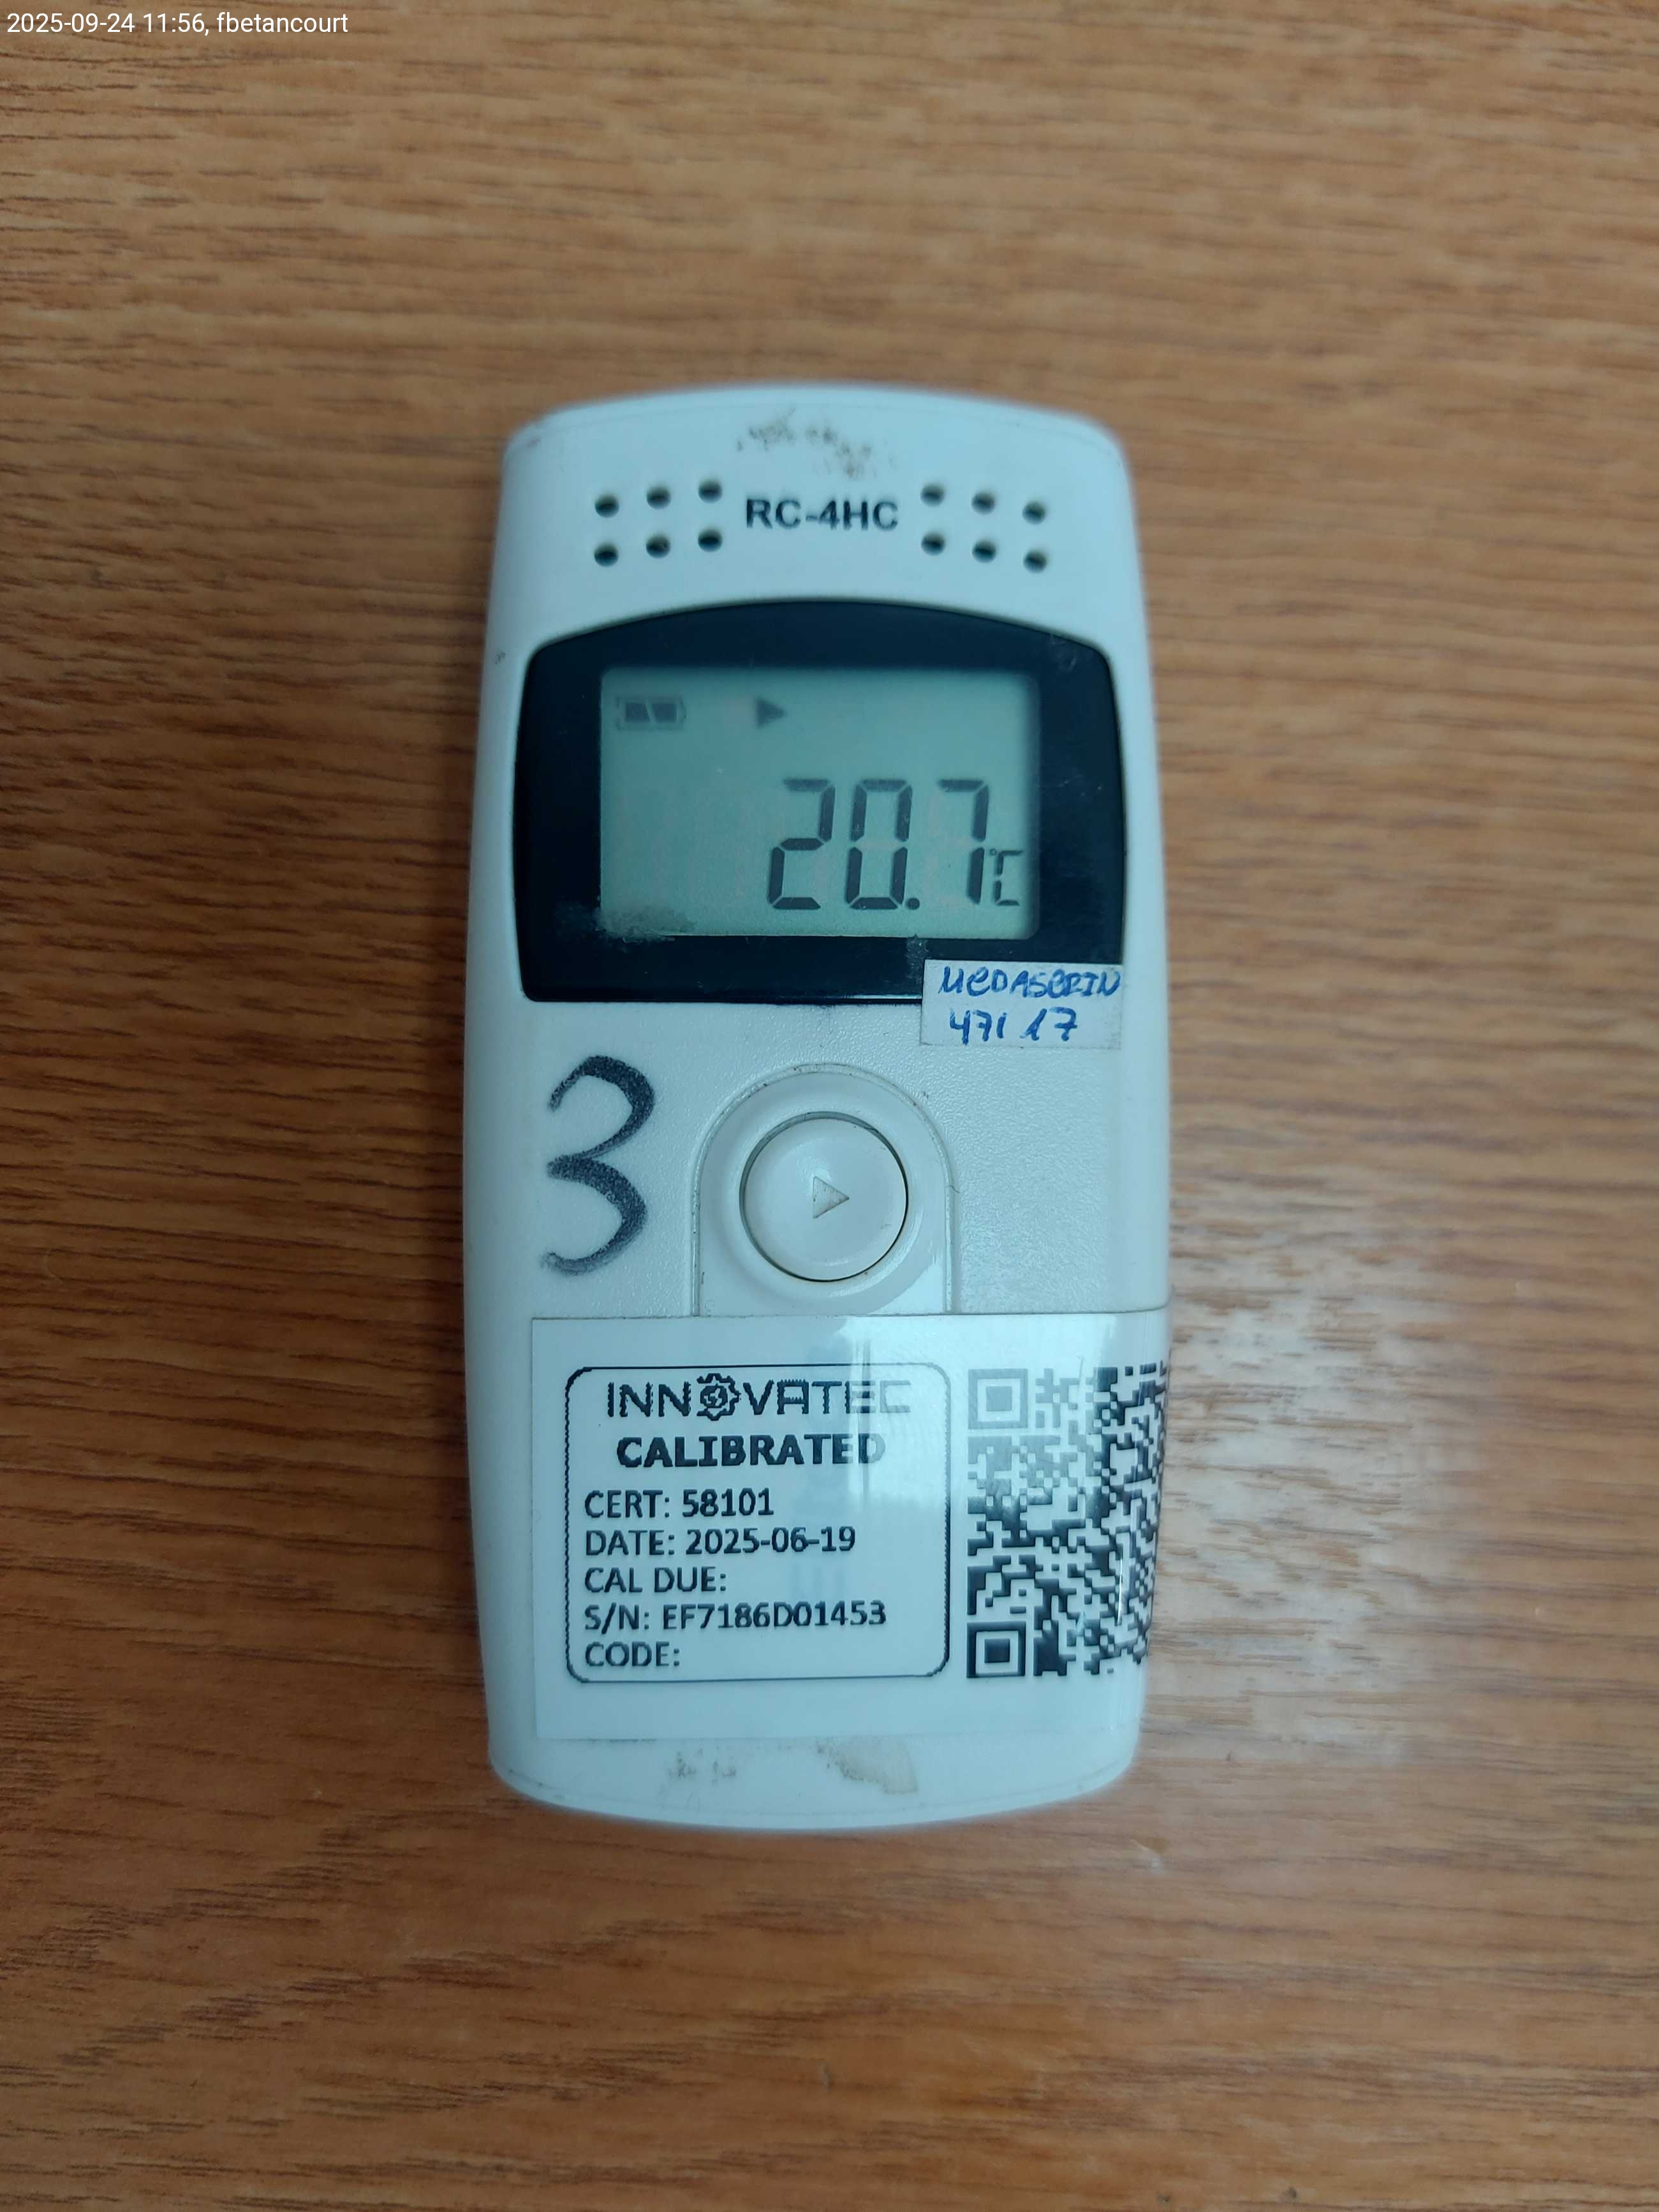 2025-09-24 11:56, fbetancourt
RC-4HC
20.7°C
MEDASERIN
471 17
3
INNOVATEC
CALIBRATED
CERT: 58101
DATE: 2025-06-19
CAL DUE:
S/N: EF7186D01453
CODE: